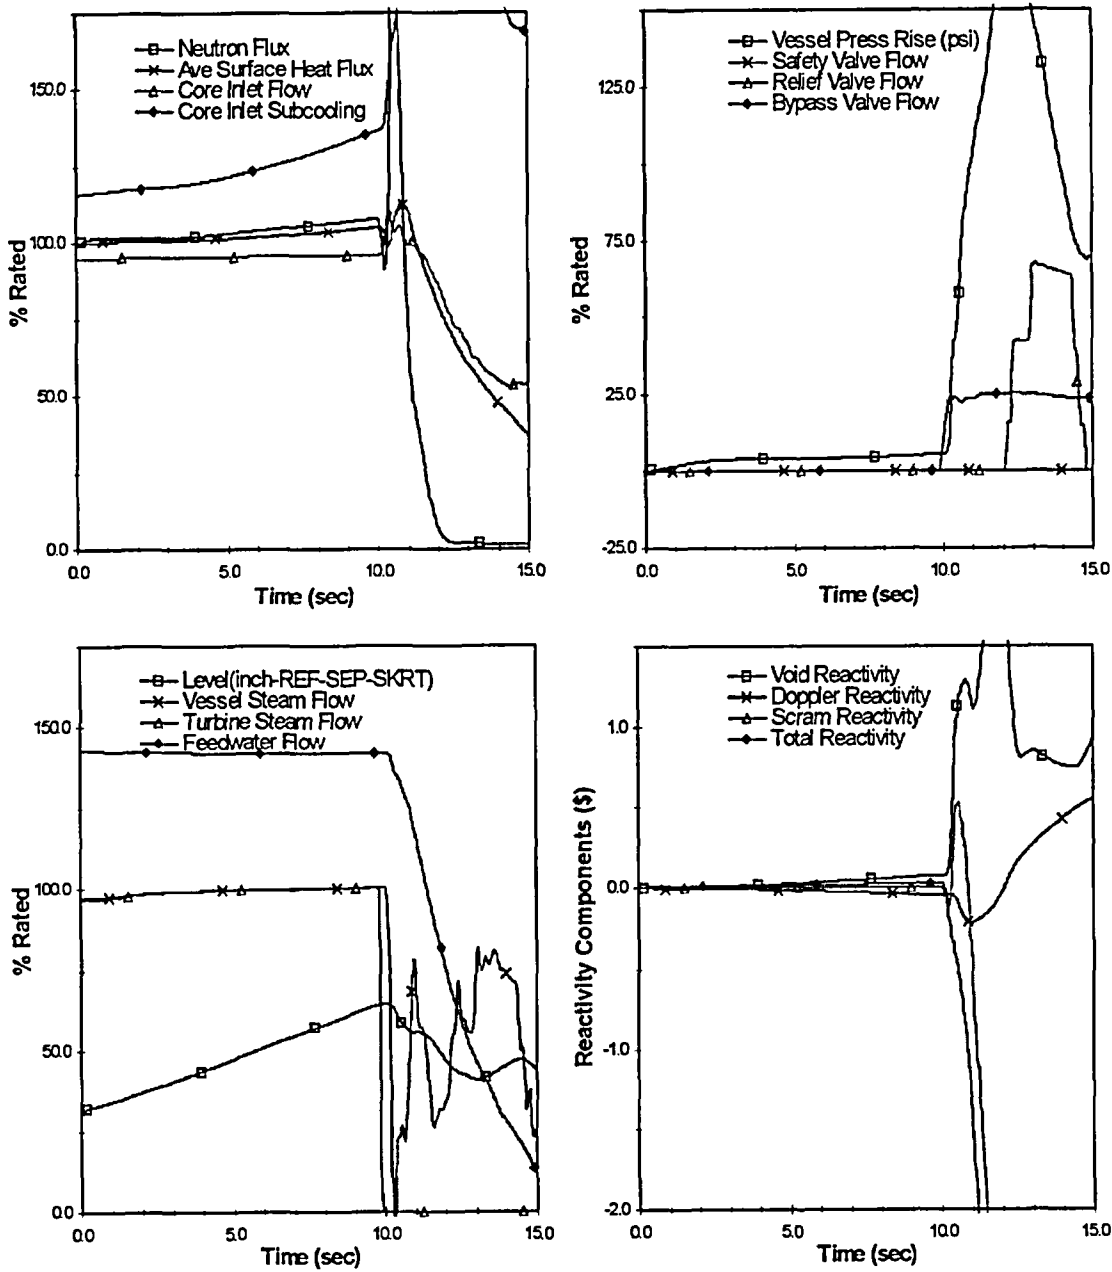 Neutron Flux
Ave Surface Heat Flux
Core Inlet Flow
Core Inlet Subcooling
150.0
100.0
50.0
0.0
% Rated
0.0
5.0
10.0
15.0
Time (sec)
Vessel Press Rise (psi)
Safety Valve Flow
Relief Valve Flow
Bypass Valve Flow
125.0
75.0
25.0
-25.0
% Rated
0.0
5.0
10.0
15.0
Time (sec)
Level(inch-REF-SEP-SKRT)
Vessel Steam Flow
Turbine Steam Flow
Feedwater Flow
150.0
100.0
50.0
0.0
% Rated
0.0
5.0
10.0
15.0
Time (sec)
Void Reactivity
Doppler Reactivity
Scram Reactivity
Total Reactivity
1.0
0.0
-1.0
-2.0
Reactivity Components ($)
0.0
5.0
10.0
15.0
Time (sec)